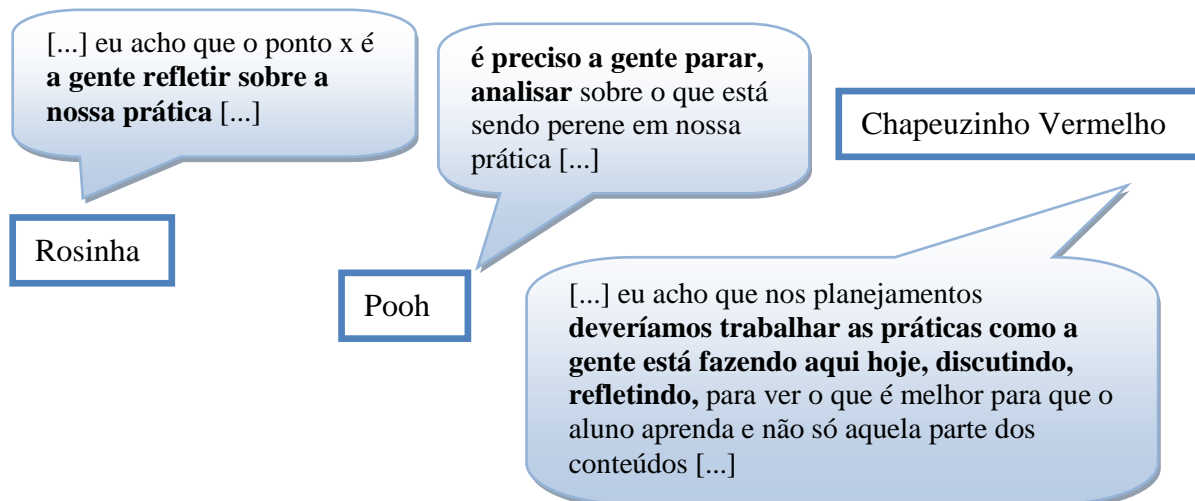 [...] eu acho que o ponto x é
a gente refletir sobre a
nossa prática [...]
Rosinha
é preciso a gente parar,
analisar sobre o que está
sendo perene em nossa
prática [...]
Pooh
Chapeuzinho Vermelho
[...] eu acho que nos planejamentos
deveríamos trabalhar as práticas como a
gente está fazendo aqui hoje, discutindo,
refletindo, para ver o que é melhor para que o
aluno aprenda e não só aquela parte dos
conteúdos [...]